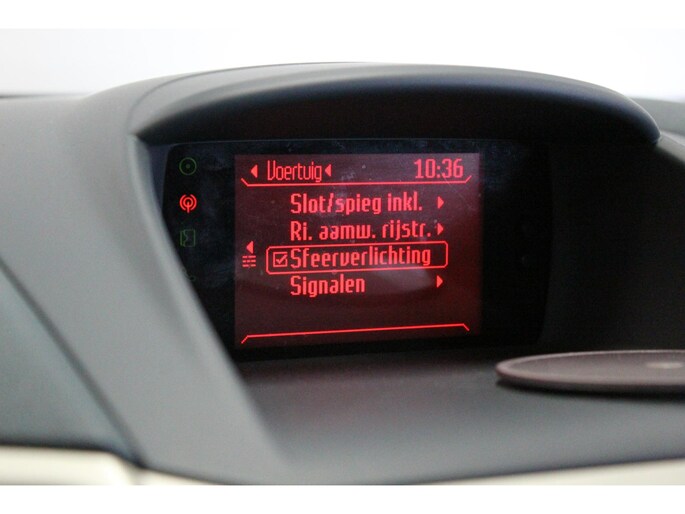 Voertuig 10:36
Slot/spieg inkl.
Ri. aamw. rijstr.
Sfeerverlichting
Signalen